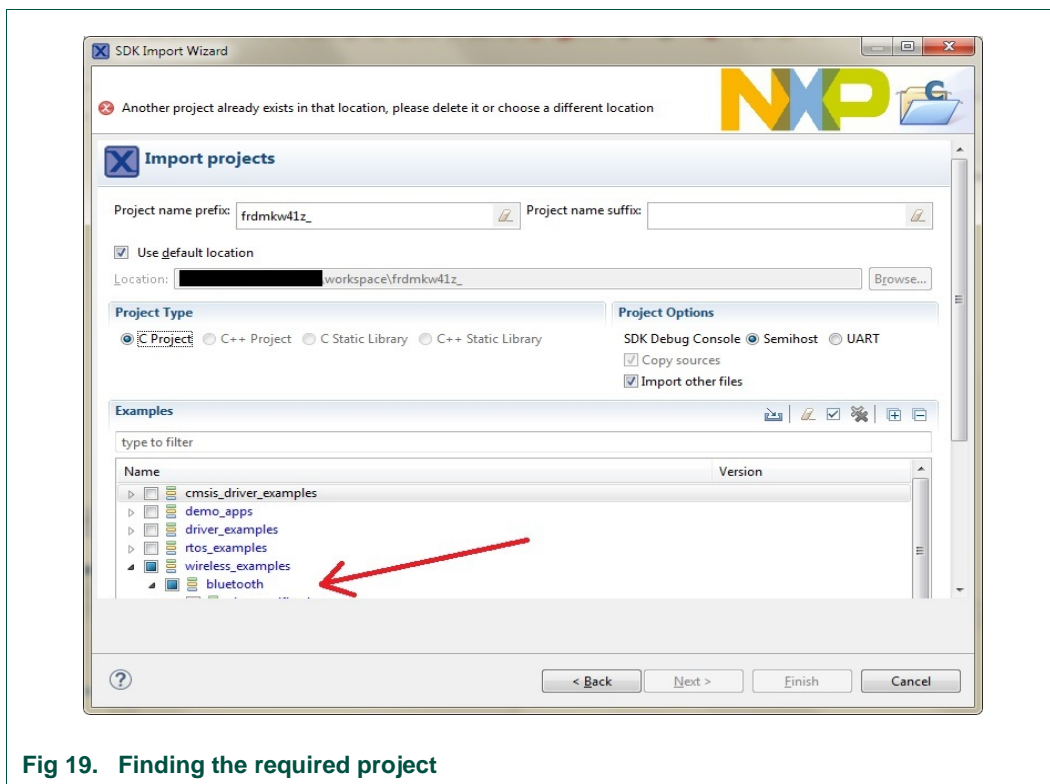 SDK Import Wizard
Another project already exists in that location, please delete it or choose a different location
NXP
C
Import projects
Project name prefix: frdmkw41z_ Project name suffix:
Use default location
Location: \workspace\frdmkw41z_ Browse...
Project Type Project Options
C Project C++ Project C Static Library C++ Static Library SDK Debug Console Semihost UART
Copy sources
Import other files
Examples
type to filter
Name Version
cmsis_driver_examples
demo_apps
driver_examples
rtos_examples
wireless_examples
bluetooth
< Back Next > Finish Cancel
Fig 19. Finding the required project